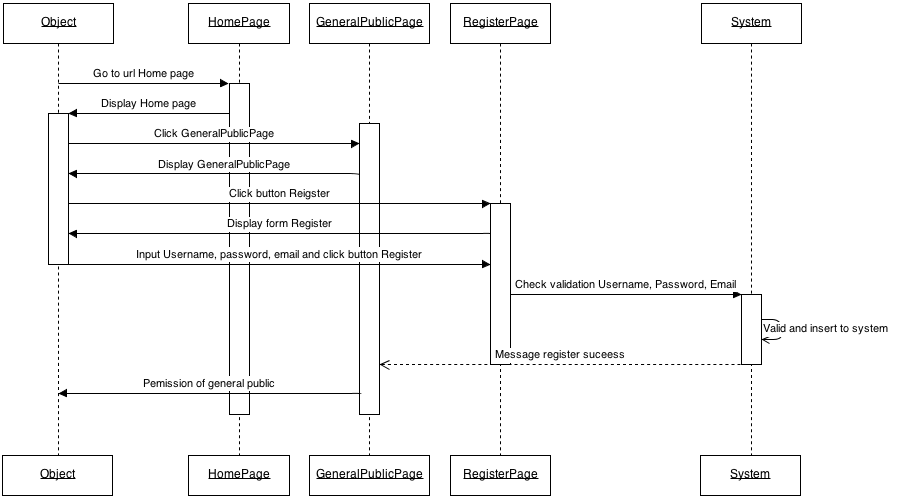 Object
HomePage
GeneralPublicPage
RegisterPage
System
Go to url Home page
Display Home page
Click GeneralPublicPage
Display GeneralPublicPage
Click button Reigster
Display form Register
Input Username, password, email and click button Register
Check validation Username, Password, Email
Valid and insert to system
Message register suceess
Pemission of general public
Object
HomePage
GeneralPublicPage
RegisterPage
System